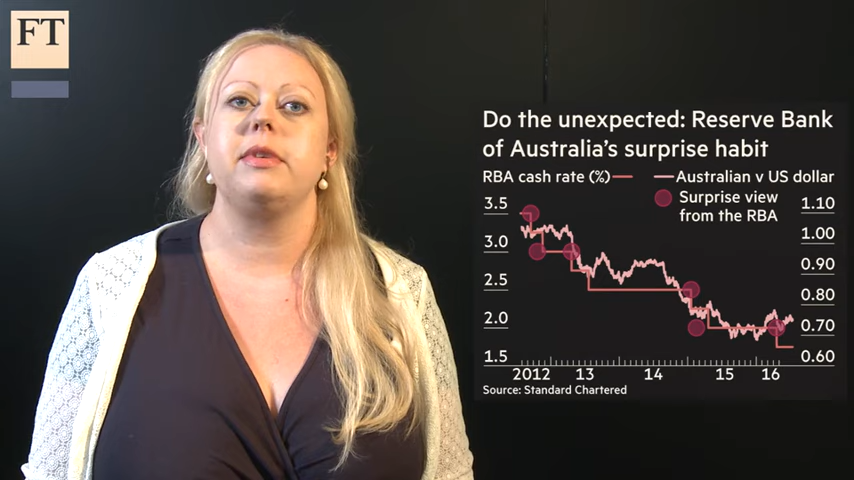 FT
Do the unexpected: Reserve Bank
of Australia's surprise habit
RBA cash rate (%)
Australian v US dollar
Surprise view
from the RBA
3.5
3.0
2.5
2.0
1.5
1.10
1.00
0.90
0.80
0.70
0.60
2012 13 14 15 16
Source: Standard Chartered